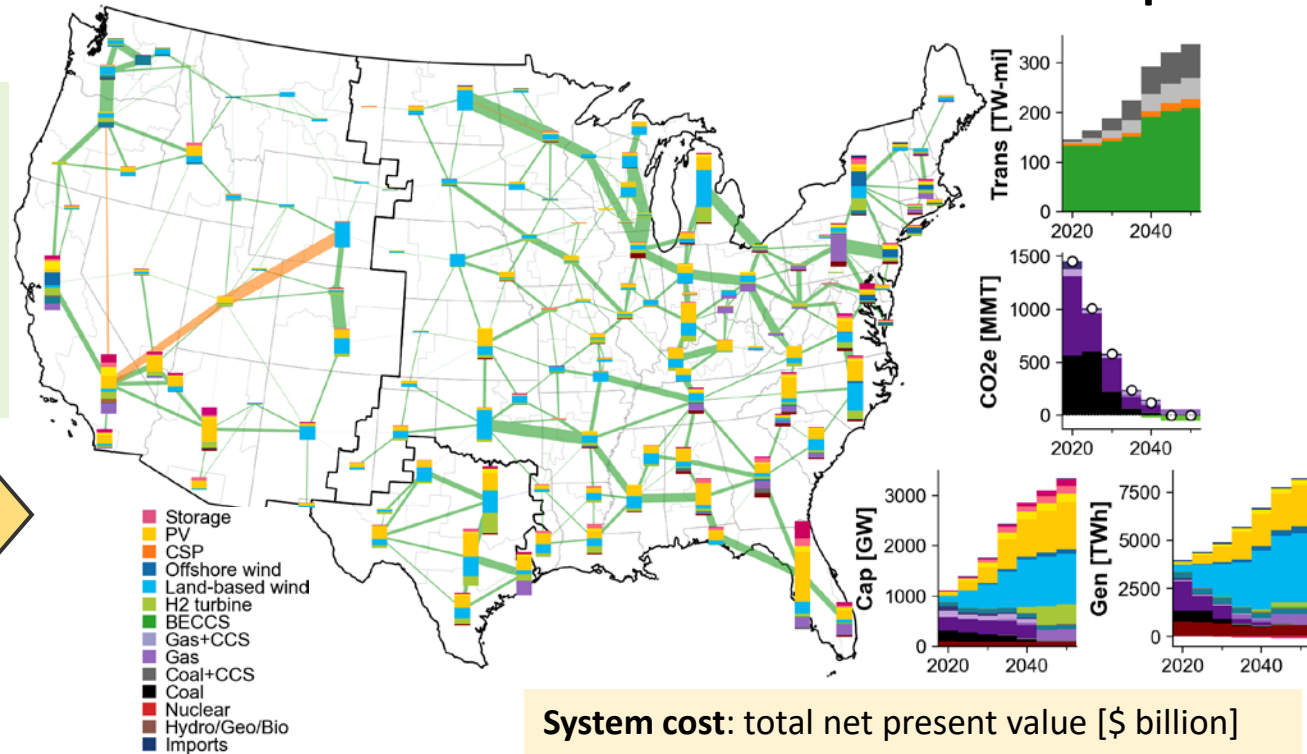 Trans [TW-mi]
300
200
100
0
2020
2040
CO2e [MMT]
1500
1000
500
0
2020
2040
Cap [GW]
3000
2000
1000
0
2020
2040
Gen [TWh]
7500
5000
2500
0
2020
2040
Storage
PV
CSP
Offshore wind
Land-based wind
H2 turbine
BECCS
Gas+CCS
Gas
Coal+CCS
Coal
Nuclear
Hydro/Geo/Bio
Imports
System cost: total net present value [$ billion]